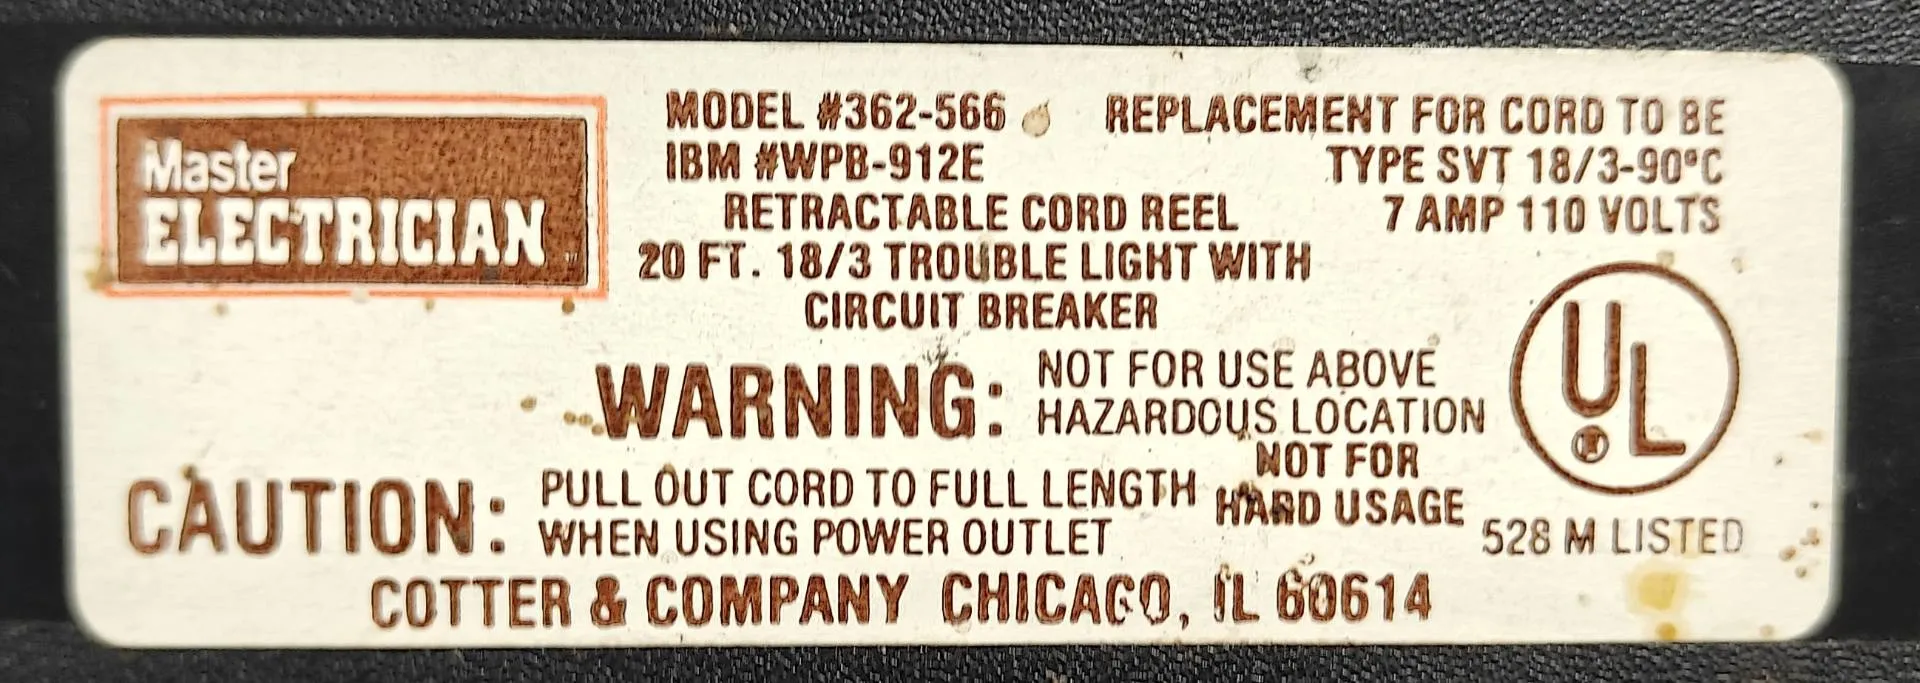 Master
ELECTRICIAN
MODEL #362-566
IBM #WPB-912E
RETRACTABLE CORD REEL
20 FT. 18/3 TROUBLE LIGHT WITH
CIRCUIT BREAKER
REPLACEMENT FOR CORD TO BE
TYPE SVT 18/3-90°C
7 AMP 110 VOLTS
WARNING:
NOT FOR USE ABOVE
HAZARDOUS LOCATION
UL
®
NOT FOR
HARD USAGE
528 M LISTED
CAUTION:
PULL OUT CORD TO FULL LENGTH
WHEN USING POWER OUTLET
COTTER & COMPANY CHICAGO, IL 60614